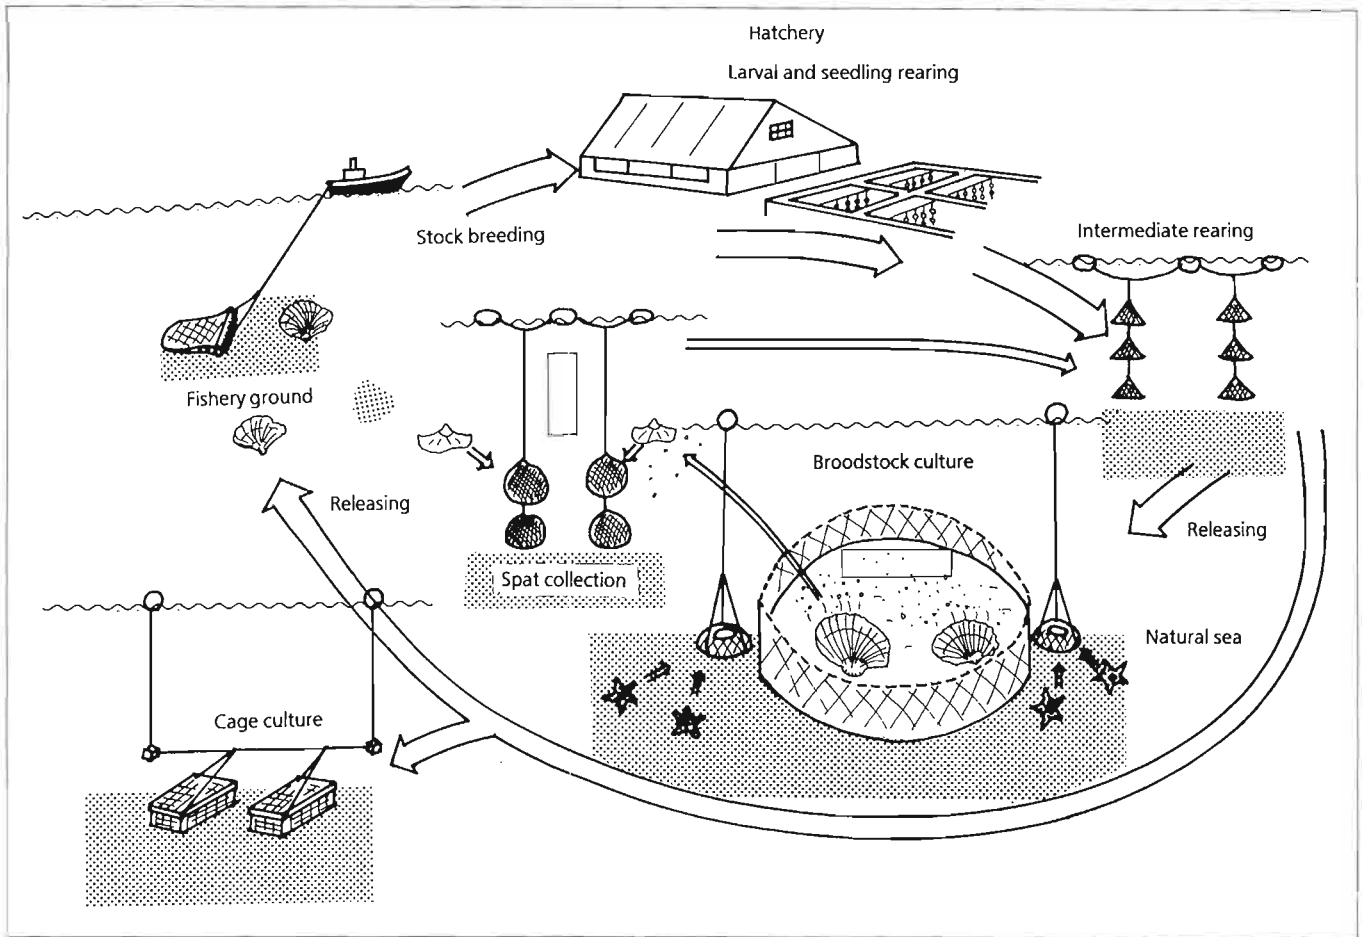 Hatchery
Larval and seedling rearing
Stock breeding
Intermediate rearing
Fishery ground
Broodstock culture
Releasing
Releasing
Spat collection
Natural sea
Cage culture